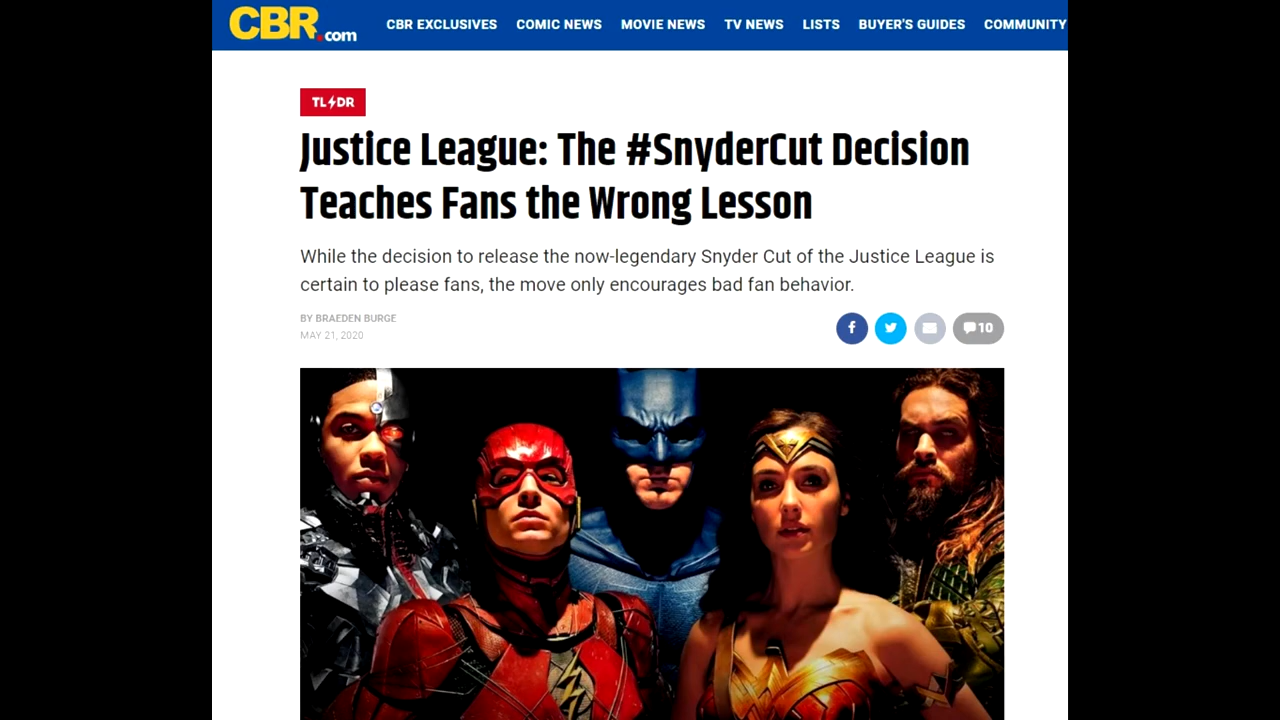 CBR.com
CBR EXCLUSIVES COMIC NEWS MOVIE NEWS TV NEWS LISTS BUYER'S GUIDES COMMUNITY
TL DR
Justice League: The #SnyderCut Decision
Teaches Fans the Wrong Lesson
While the decision to release the now-legendary Snyder Cut of the Justice League is
certain to please fans, the move only encourages bad fan behavior.
BY BRAEDEN BURGE
MAY 21, 2020
10